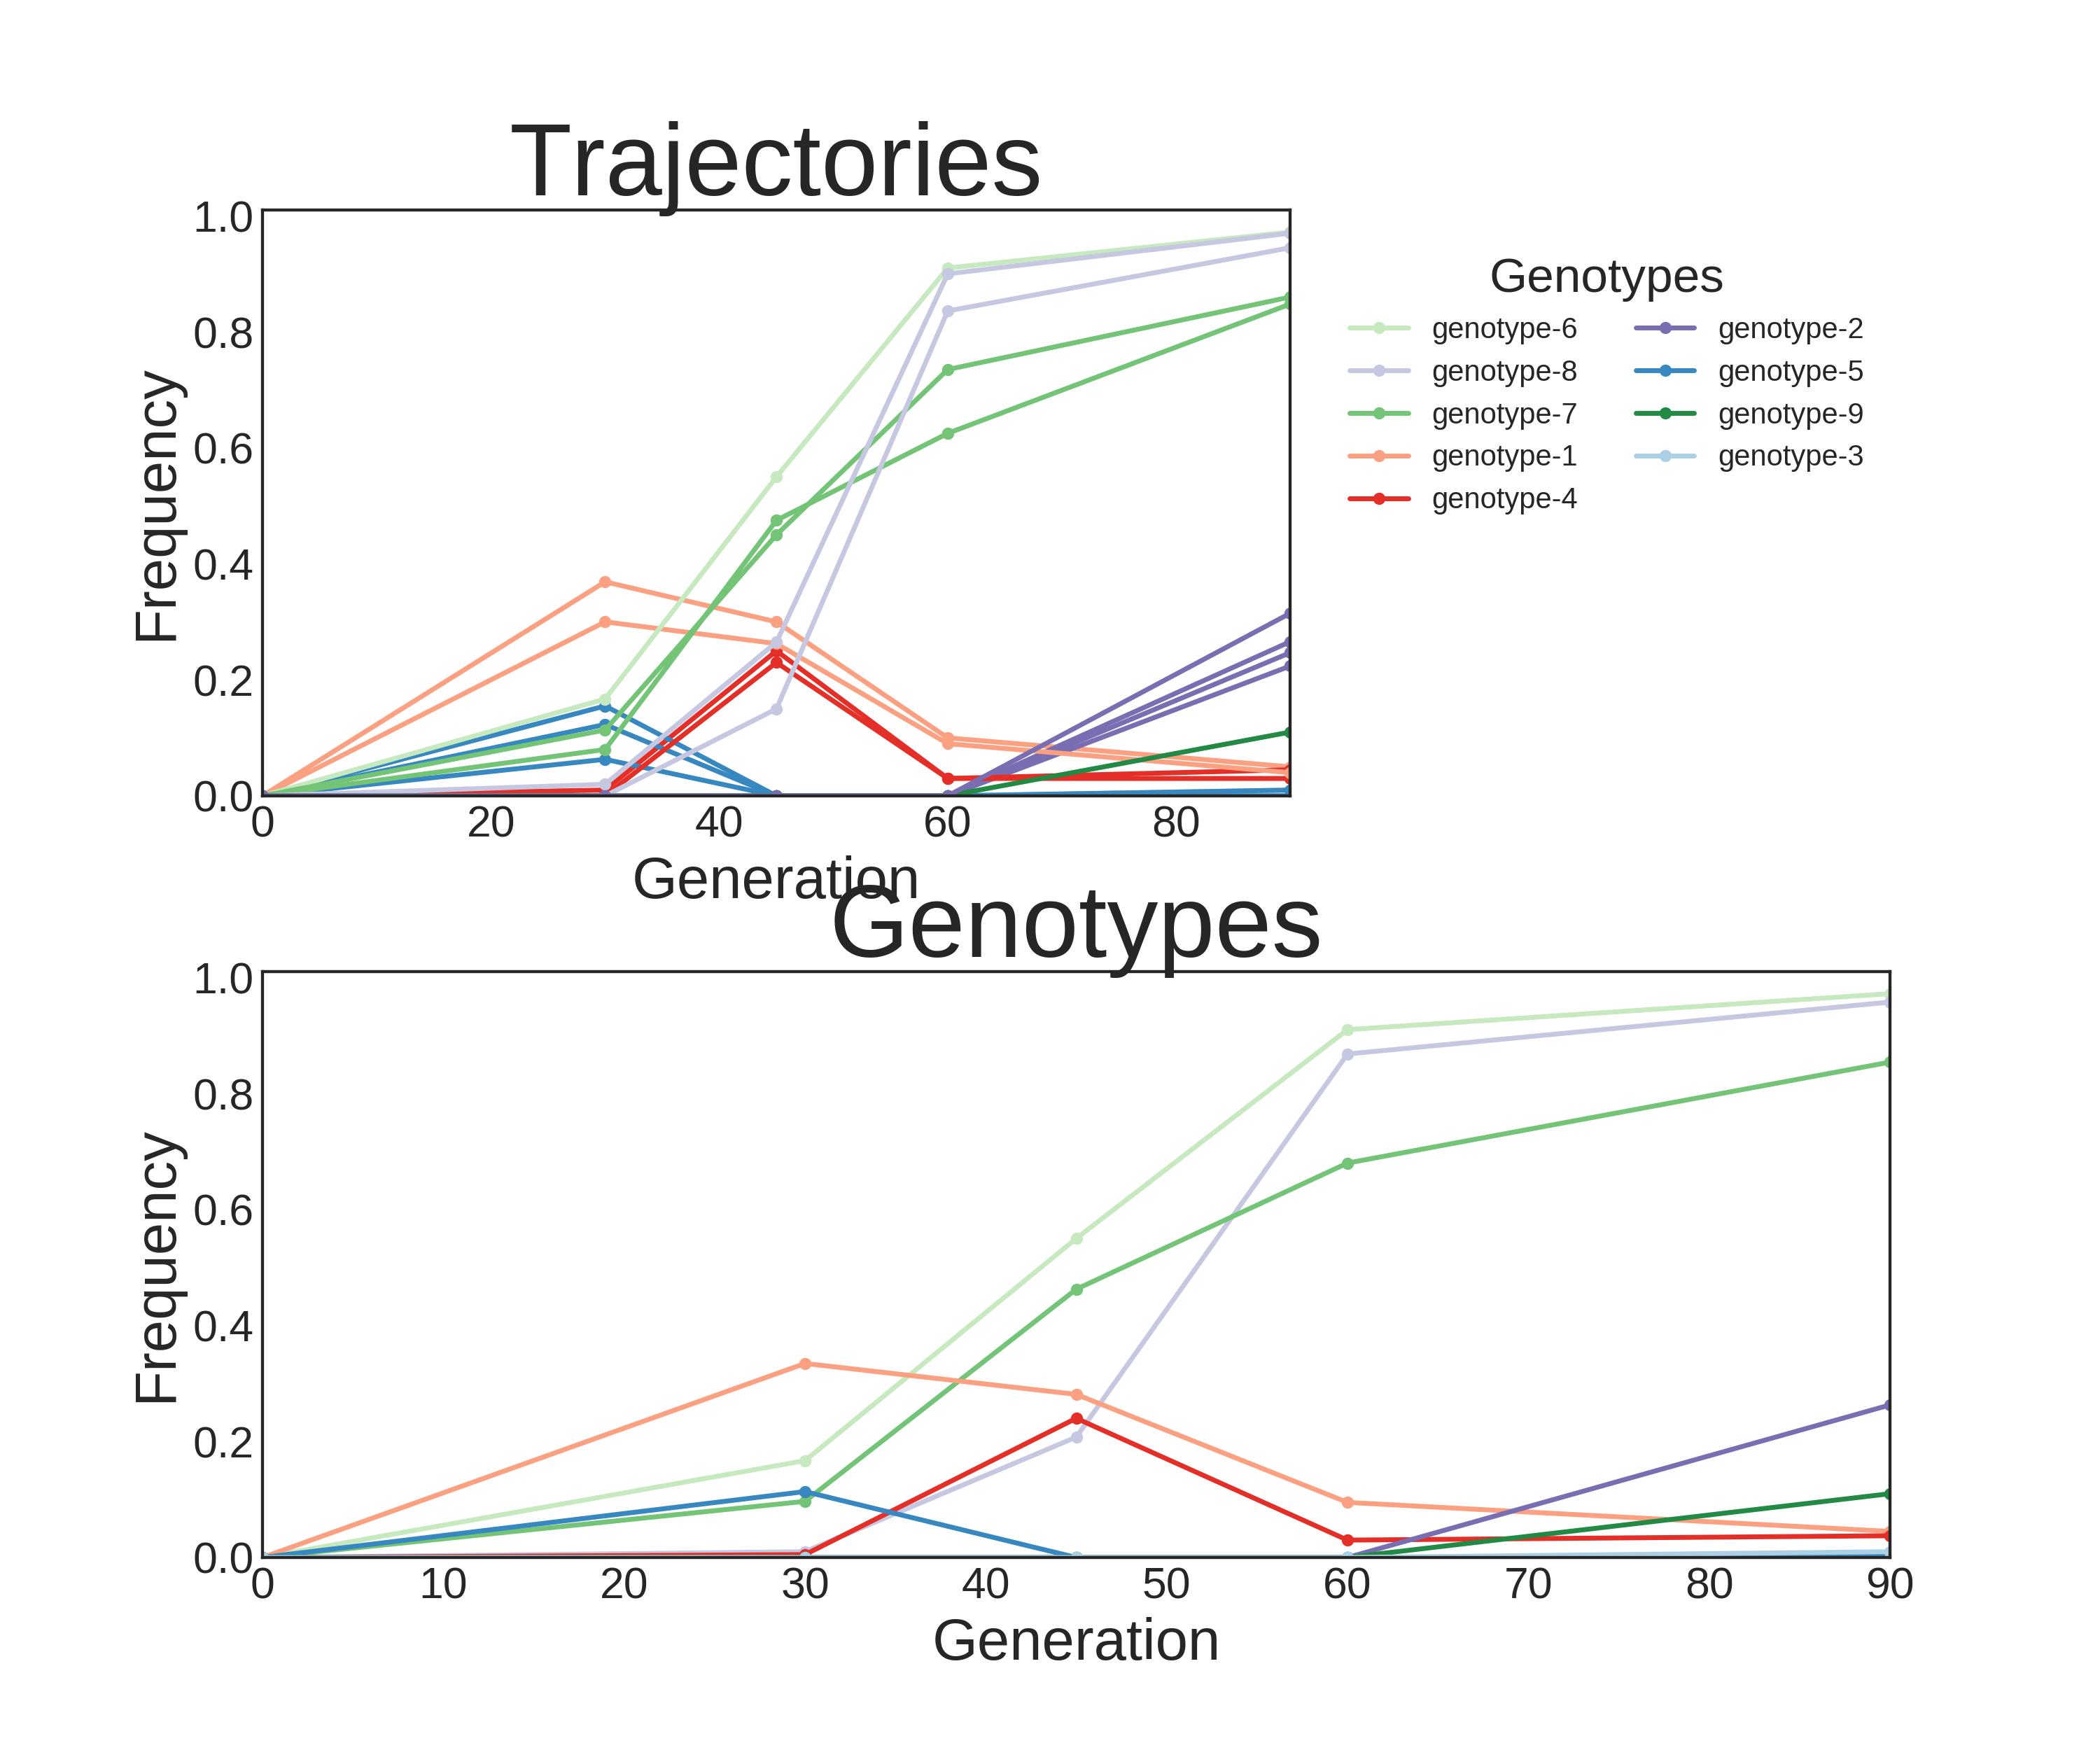 Trajectories
1.0
0.8
0.6
0.4
0.2
0.0
Frequency
0 20 40 60 80
Generation
Genotypes
genotype-6 genotype-2
genotype-8 genotype-5
genotype-7 genotype-9
genotype-1 genotype-3
genotype-4
Genotypes
1.0
0.8
0.6
0.4
0.2
0.0
Frequency
0 10 20 30 40 50 60 70 80 90
Generation